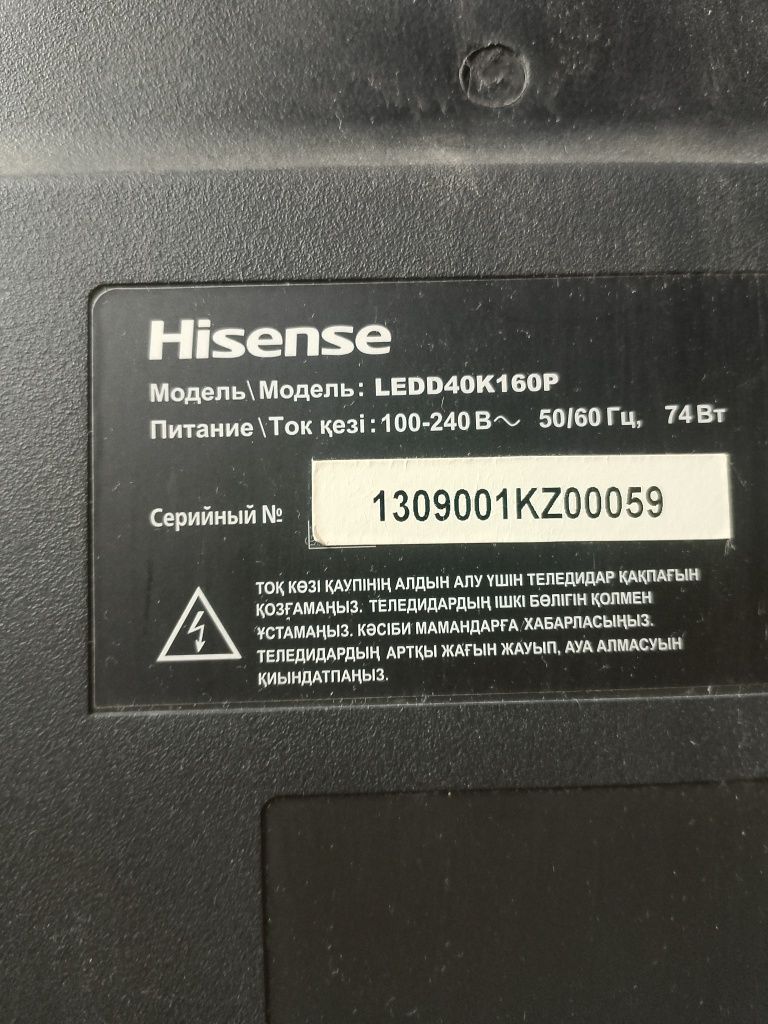 Hisense
Модель\Модель: LEDD40K160P
Питание\Ток қезі: 100-240 В～ 50/60 Гц, 74 Вт
Серийный № 1309001KZ00059
ТОҚ КӨЗІ ҚАУПІНІҢ АЛДЫН АЛУ ҮШІН ТЕЛЕДИДАР ҚАҚПАҒЫН
ҚОЗҒАМАҢЫЗ. ТЕЛЕДИДАРДЫҢ ІШКІ БӨЛІГІН ҚОЛМЕН
ҰСТАМАҢЫЗ. КӘСІБИ МАМАНДАРҒА ХАБАРЛАСЫҢЫЗ.
ТЕЛЕДИДАРДЫҢ АРТҚЫ ЖАҒЫН ЖАУЫП, АУА АЛМАСУЫН
ҚИЫНДАТПАҢЫЗ.